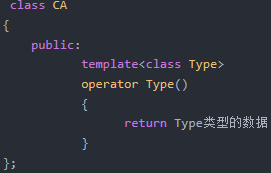 class CA
{
public:
template<class Type>
operator Type()
{
return Type类型的数据
}
};